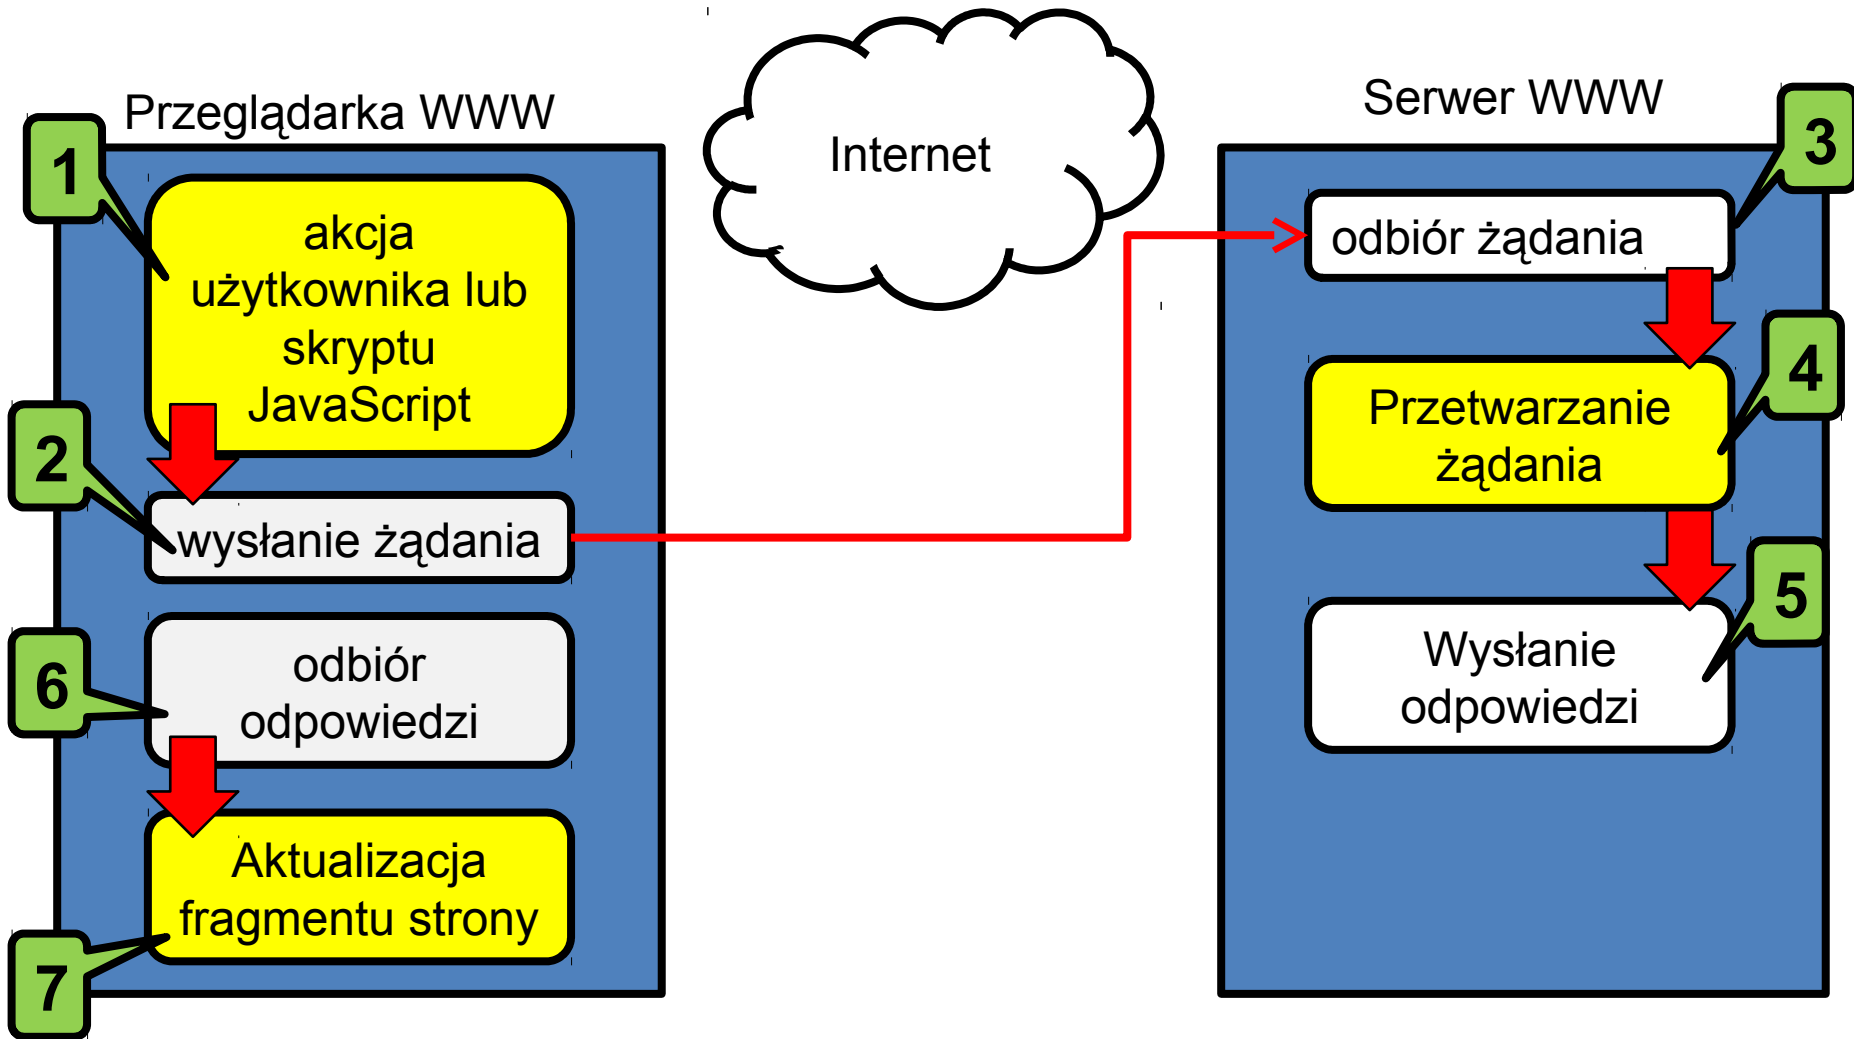 Przeglądarka WWW
1
akcja
użytkownika lub
skryptu
JavaScript
2
wysłanie żądania
6
odbiór
odpowiedzi
7
Aktualizacja
fragmentu strony
Internet
Serwer WWW
3
odbiór żądania
4
Przetwarzanie
żądania
5
Wysłanie
odpowiedzi